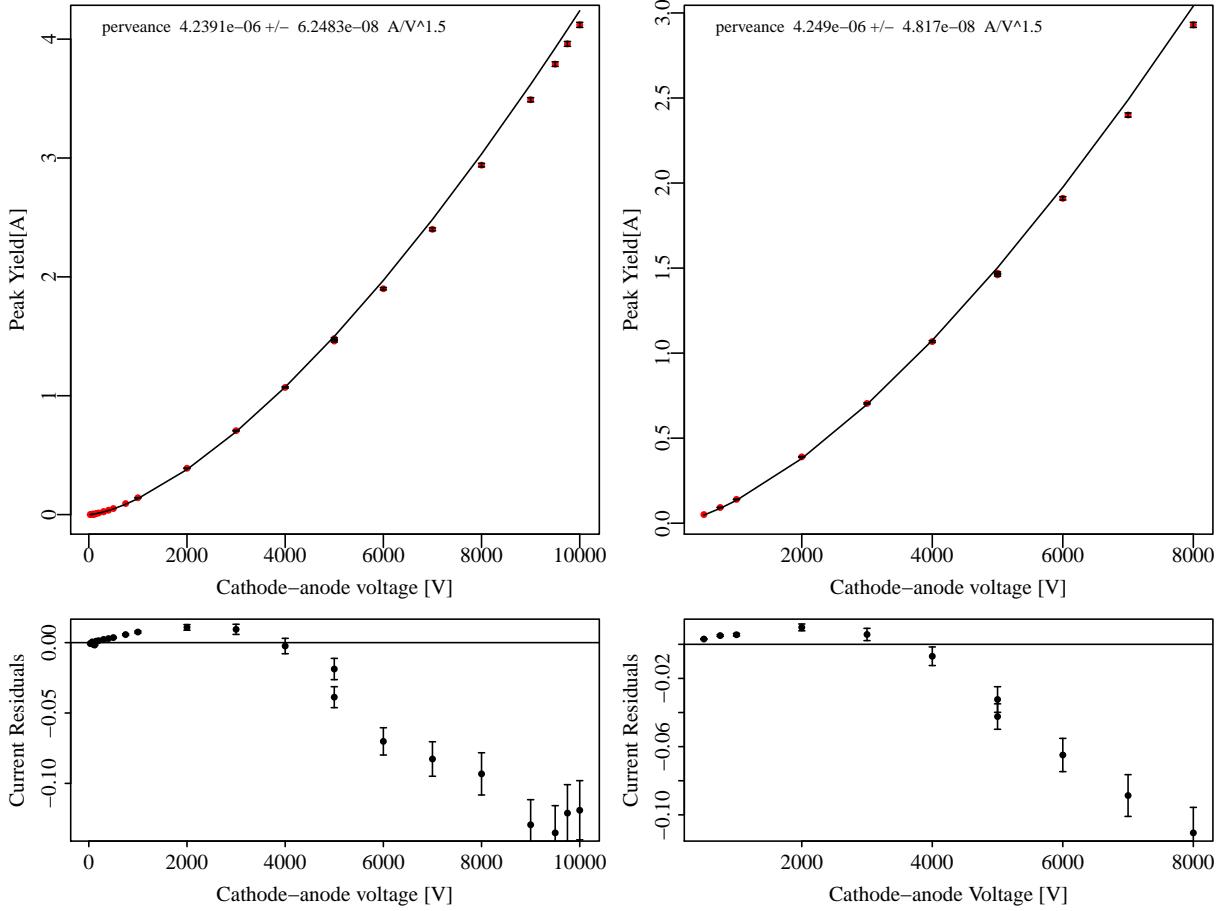 perveance 4.2391e−06 +/− 6.2483e−08 A/V^1.5
Peak Yield[A]
4
3
2
1
0
0 2000 4000 6000 8000 10000
Cathode−anode voltage [V]
perveance 4.249e−06 +/− 4.817e−08 A/V^1.5
Peak Yield[A]
3.0
2.5
2.0
1.5
1.0
0.5
0.0
2000 4000 6000 8000
Cathode−anode voltage [V]
Current Residuals
0.00
−0.05
−0.10
0 2000 4000 6000 8000 10000
Cathode−anode voltage [V]
Current Residuals
−0.02
−0.06
−0.10
2000 4000 6000 8000
Cathode−anode Voltage [V]